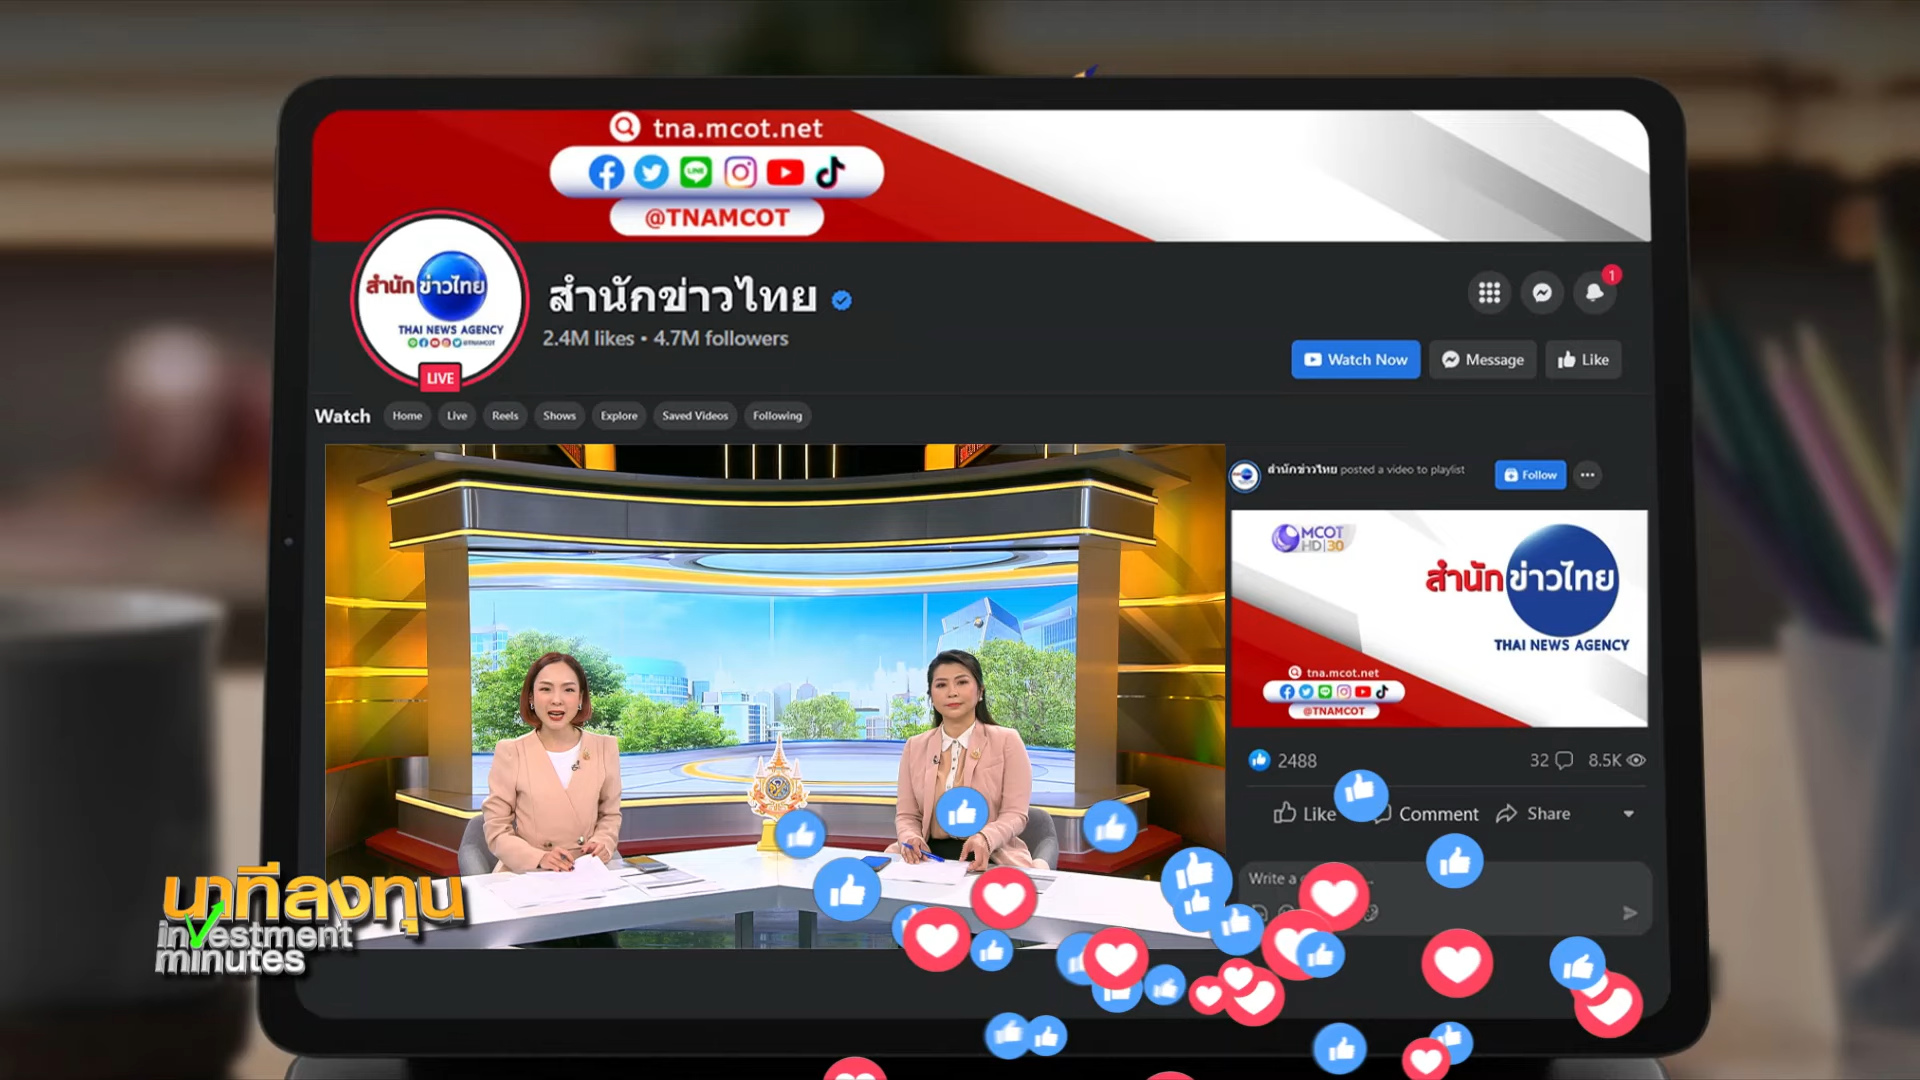 tna.mcot.net
@TNAMCOT
สำนักข่าวไทย
THAI NEWS AGENCY
@TNAMCOT
LIVE
สำนักข่าวไทย
2.4M likes • 4.7M followers
1
Watch Now
Message
Like
Watch
Home
Live
Reels
Shows
Explore
Saved Videos
Following
สำนักข่าวไทย posted a video to playlist
Follow
MCOT
HD 30
สำนักข่าวไทย
THAI NEWS AGENCY
tna.mcot.net
@TNAMCOT
2488
32
8.5K
Like
Comment
Share
Write a
นาทีลงทุน
investment
minutes